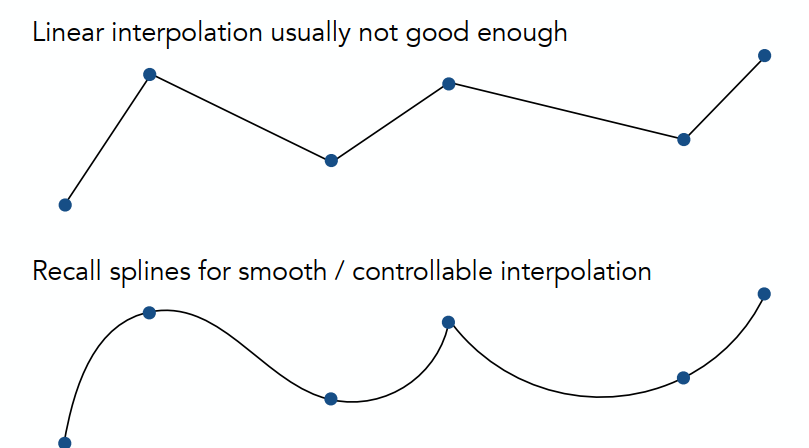 Linear interpolation usually not good enough
Recall splines for smooth / controllable interpolation